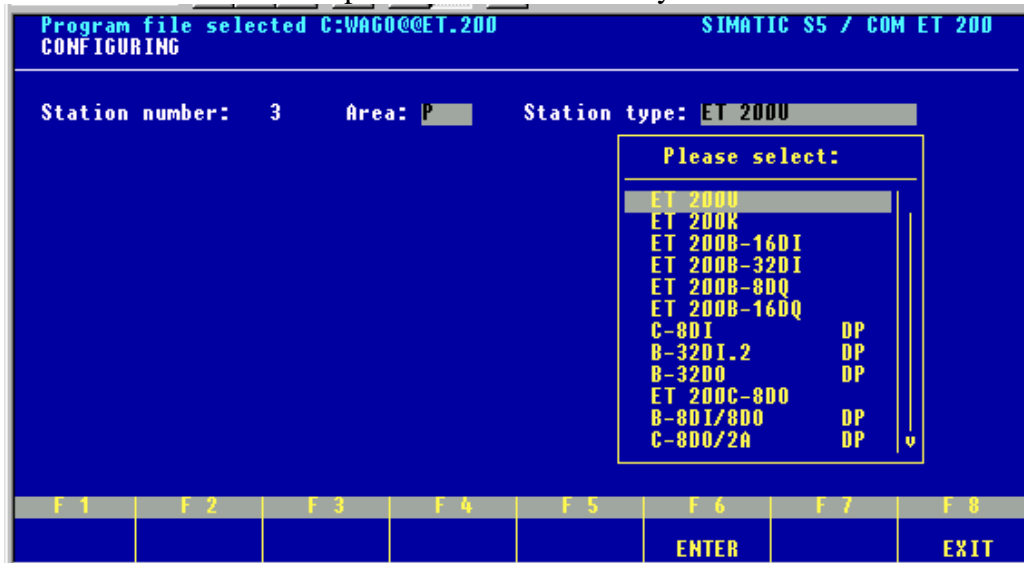 Program file selected C:WAGO@@ET.200 SIMATIC S5 / COM ET 200
CONFIGURING
Station number: 3 Area: P Station type: ET 200U
Please select:
ET 200U
ET 200K
ET 200B-16DI
ET 200B-32DI
ET 200B-8DQ
ET 200B-16DQ
C-8DI DP
B-32DI.2 DP
B-32DO DP
ET 200C-8DO
B-8DI/8DO DP
C-8DO/2A DP
F 1 F 2 F 3 F 4 F 5 F 6 F 7 F 8
ENTER EXIT